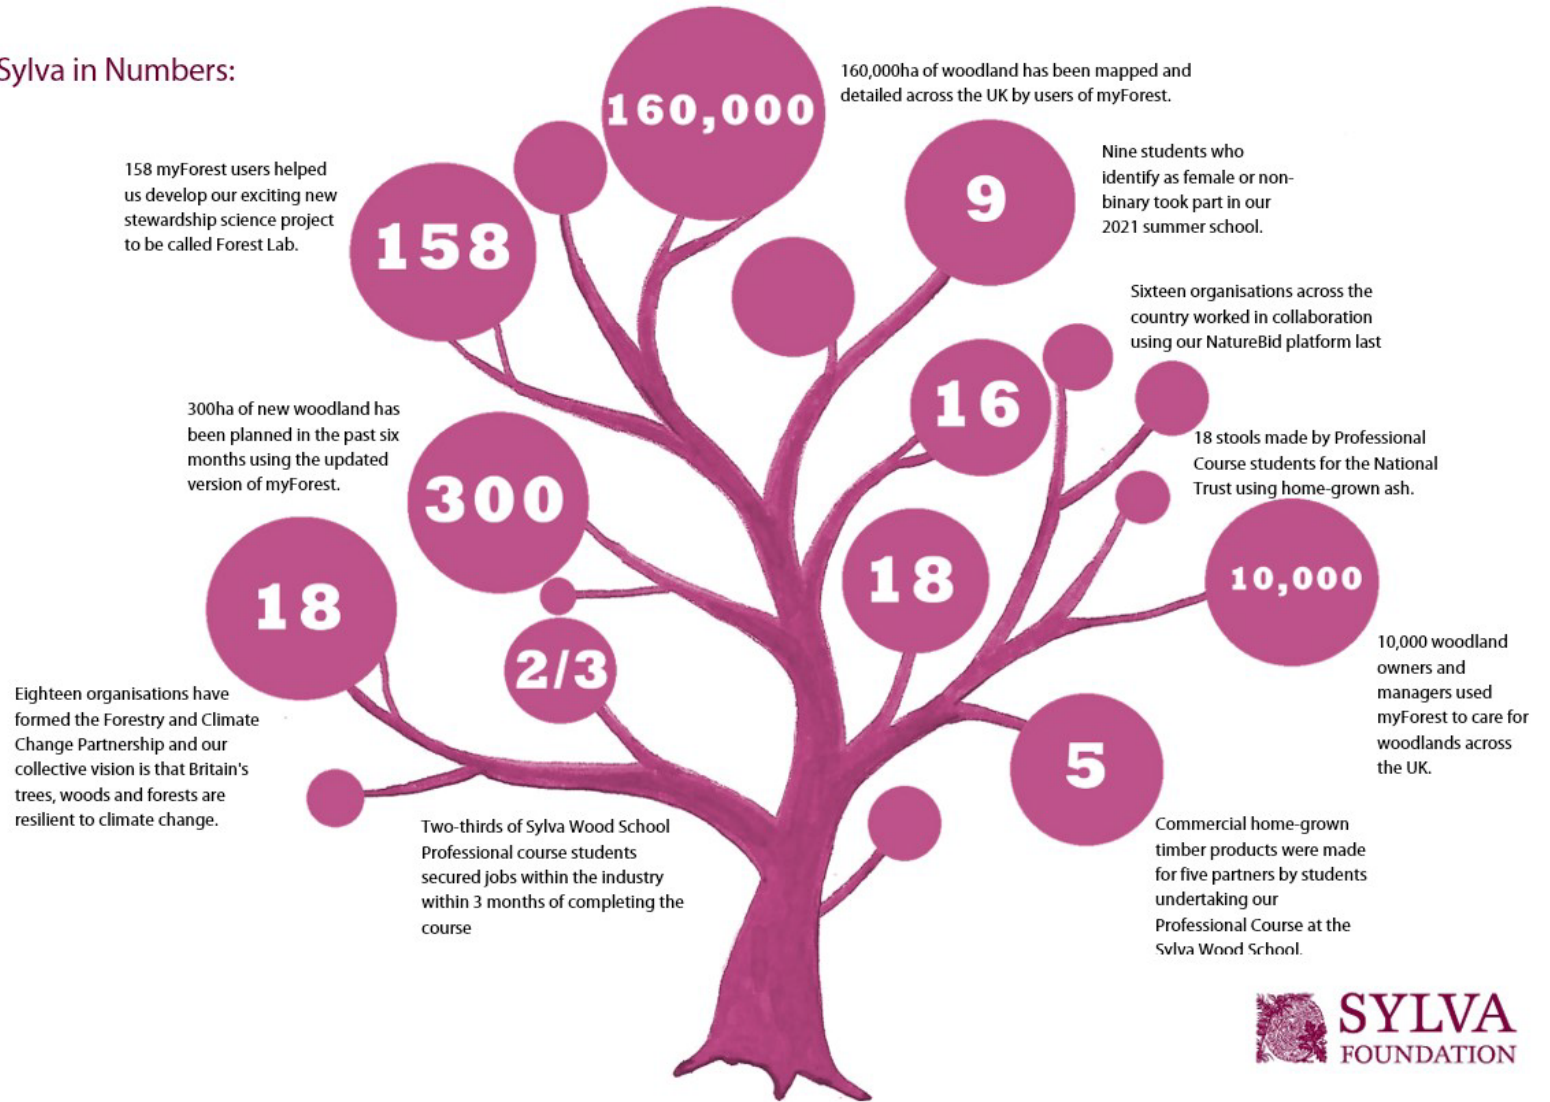 Sylva in Numbers:
160,000
160,000ha of woodland has been mapped and
detailed across the UK by users of myForest.
158 myForest users helped
us develop our exciting new
stewardship science project
to be called Forest Lab.
158
9
Nine students who
identify as female or non-
binary took part in our
2021 summer school.
Sixteen organisations across the
country worked in collaboration
using our NatureBid platform last
16
300ha of new woodland has
been planned in the past six
months using the updated
version of myForest.
300
18 stools made by Professional
Course students for the National
Trust using home-grown ash.
18
18
10,000
10,000 woodland
owners and
managers used
myForest to care for
woodlands across
the UK.
2/3
Eighteen organisations have
formed the Forestry and Climate
Change Partnership and our
collective vision is that Britain's
trees, woods and forests are
resilient to climate change.
Two-thirds of Sylva Wood School
Professional course students
secured jobs within the industry
within 3 months of completing the
course
5
Commercial home-grown
timber products were made
for five partners by students
undertaking our
Professional Course at the
Sylva Wood School.
SYLVA
FOUNDATION